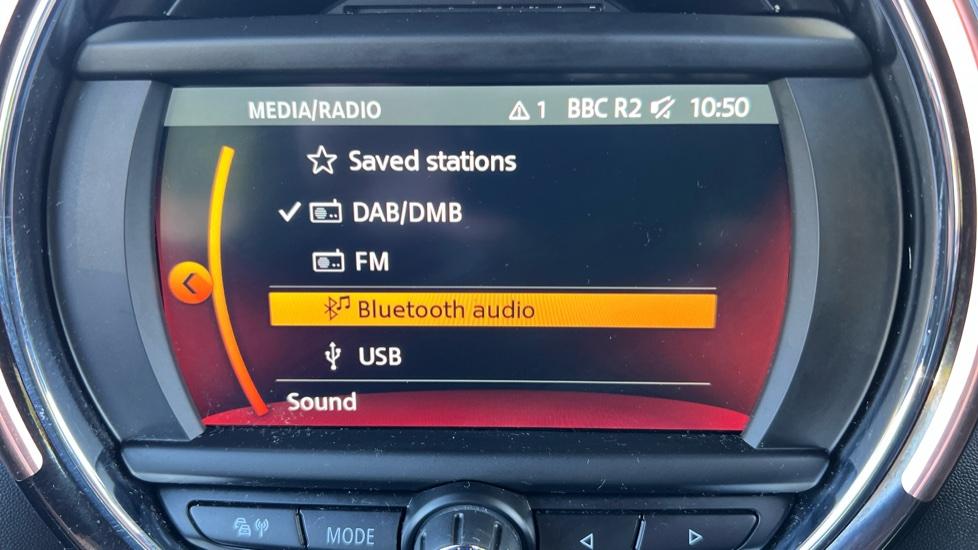 MEDIA/RADIO 1 BBC R2 10:50
Saved stations
DAB/DMB
FM
Bluetooth audio
USB
Sound
MODE